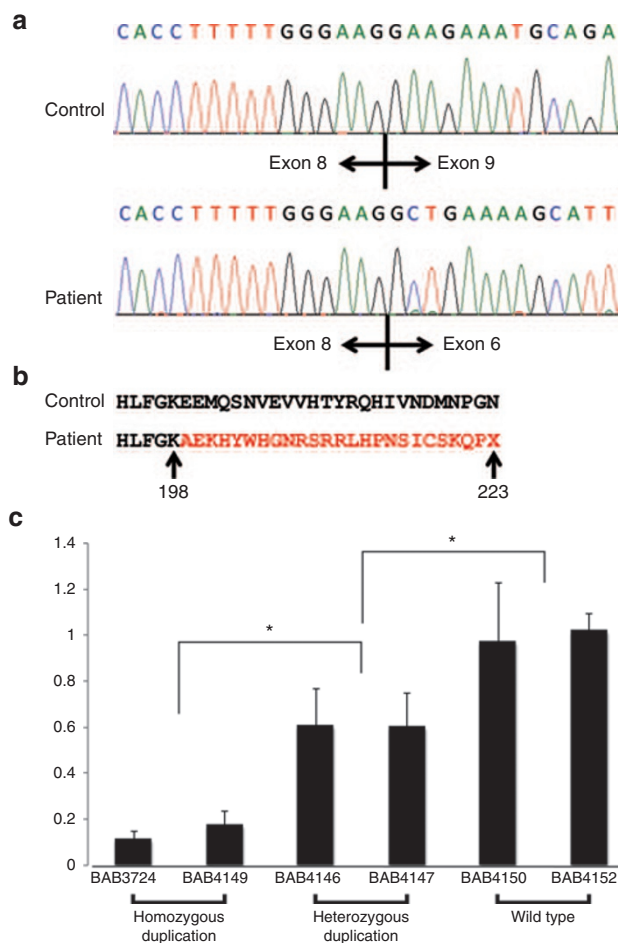 a
CACCTTTTTGGGAAGGAAGAAATGCAGA
Control
Exon 8 Exon 9
CACCTTTTTGGGAAGGCTGAAAAGCATT
Patient
Exon 8 Exon 6
b
Control HLFGKEEMQSNVEVVHTYRQHIVNDMNPGN
Patient HLFGKAEKHYWHGNRSRRLHPNSICSKQPX
198 223
c
1.4
1.2
1
0.8
0.6
0.4
0.2
0
* *
BAB3724 BAB4149 BAB4146 BAB4147 BAB4150 BAB4152
Homozygous duplication
Heterozygous duplication
Wild type